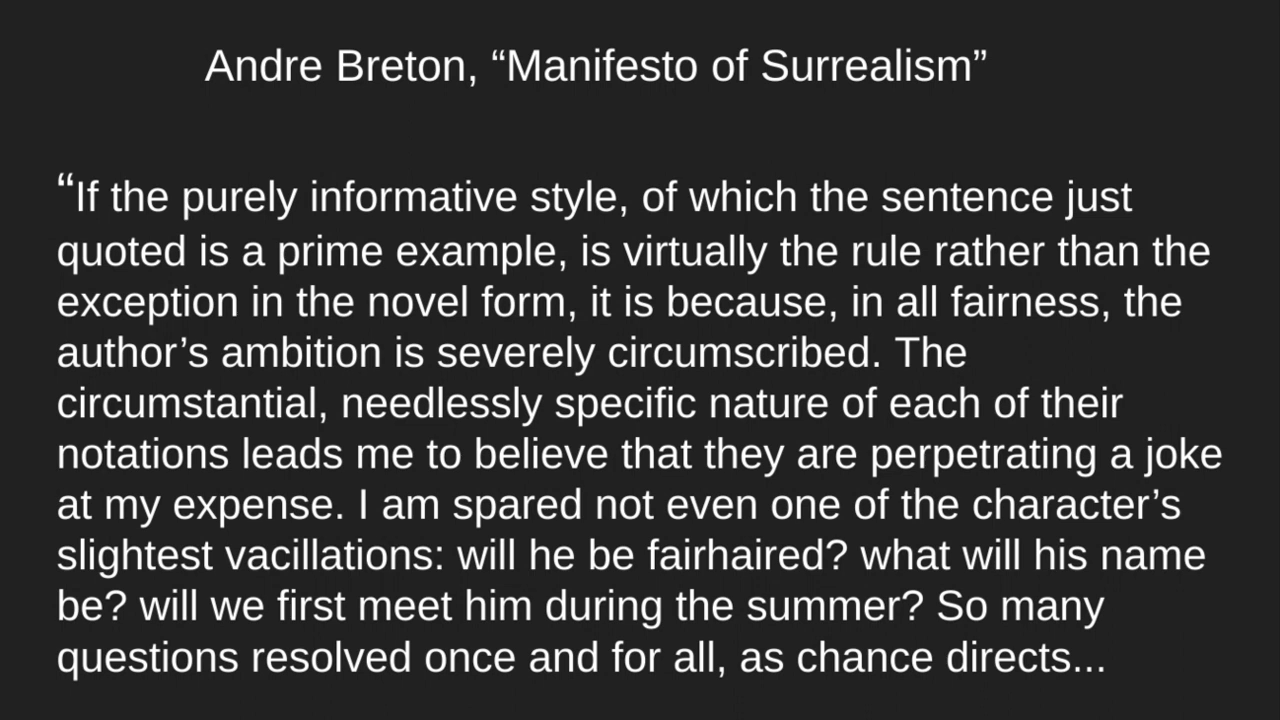 Andre Breton, “Manifesto of Surrealism”
“If the purely informative style, of which the sentence just
quoted is a prime example, is virtually the rule rather than the
exception in the novel form, it is because, in all fairness, the
author’s ambition is severely circumscribed. The
circumstantial, needlessly specific nature of each of their
notations leads me to believe that they are perpetrating a joke
at my expense. I am spared not even one of the character’s
slightest vacillations: will he be fairhaired? what will his name
be? will we first meet him during the summer? So many
questions resolved once and for all, as chance directs...